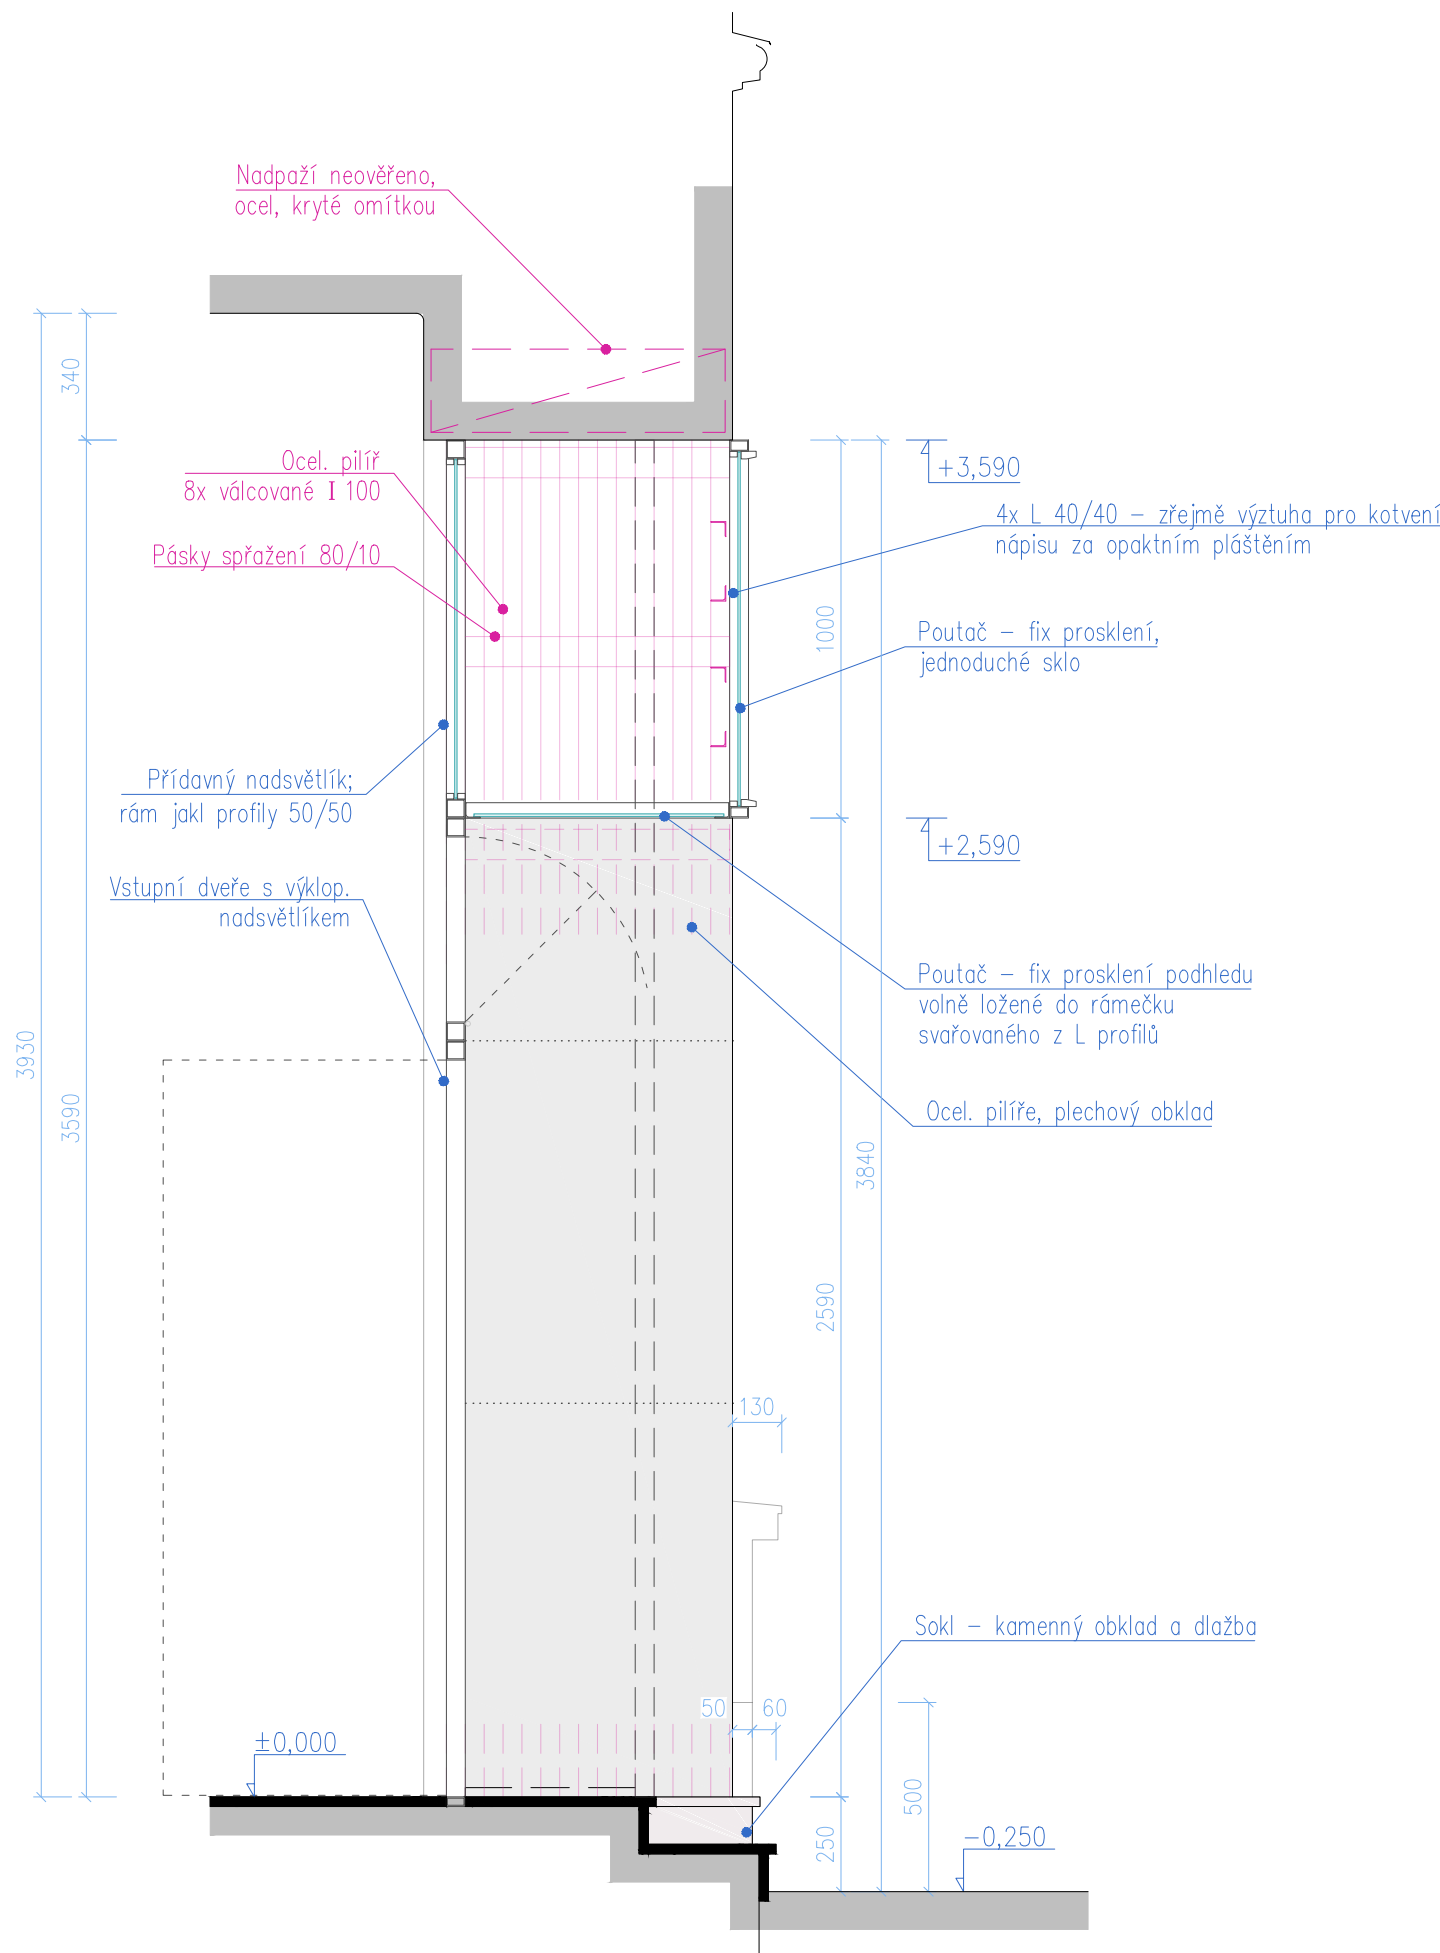 Nadpaží neověřeno,
ocel, kryté omítkou
340
Ocel. pilíř
8x válcované I 100
Pásky spřažení 80/10
+3,590
4x L 40/40 – zřejmě výztuha pro kotvení
nápisu za opaktním pláštěním
1000
Poutač – fix prosklení,
jednoduché sklo
Přídavný nadsvětlík;
rám jakl profily 50/50
+2,590
Vstupní dveře s výklop.
nadsvětlíkem
Poutač – fix prosklení podhledu
volně ložené do rámečku
svařovaného z L profilů
3930
3590
Ocel. pilíře, plechový obklad
3840
2590
130
Sokl – kamenný obklad a dlažba
50
60
±0,000
500
250
–0,250